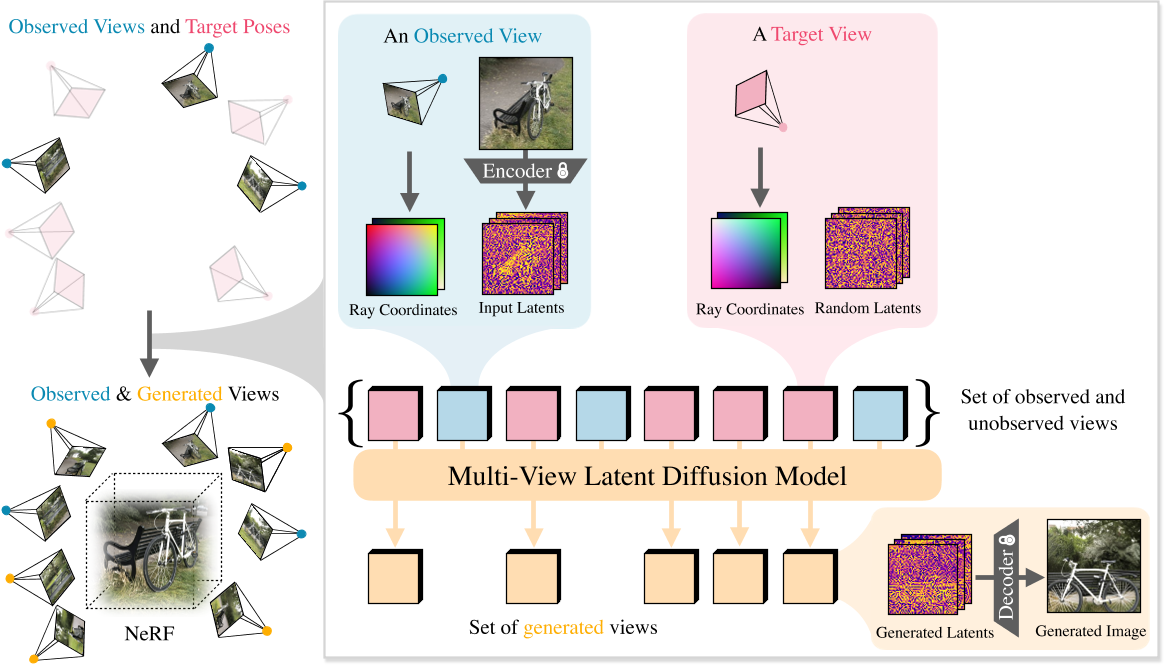 Observed Views and Target Poses
An Observed View
Encoder
Ray Coordinates
Input Latents
A Target View
Ray Coordinates
Random Latents
Observed & Generated Views
NeRF
{ }
Set of observed and
unobserved views
Multi-View Latent Diffusion Model
Set of generated views
Generated Latents
Decoder
Generated Image